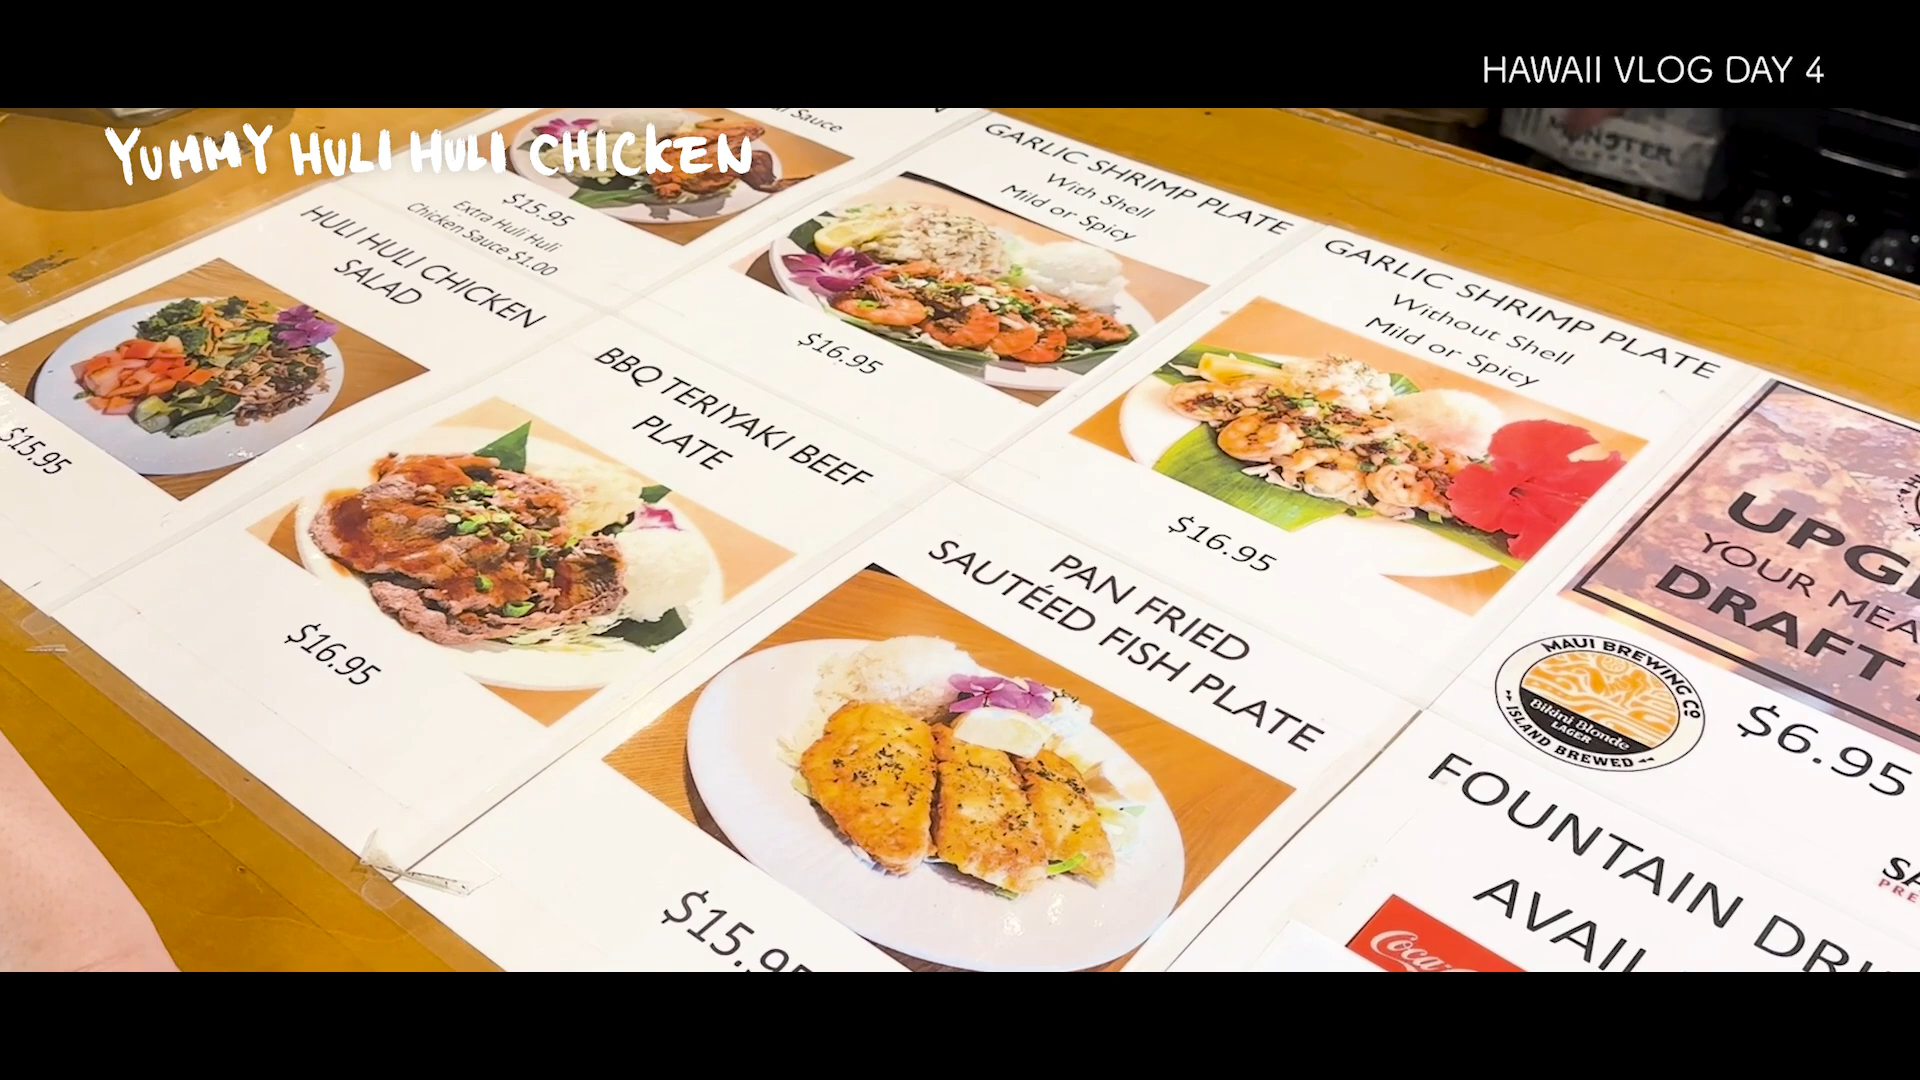 HAWAII VLOG DAY 4
YUMMY HULI HULI CHICKEN
Sauce
$15.95
Extra Huli Huli
Chicken Sauce $1.00
GARLIC SHRIMP PLATE
With Shell
Mild or Spicy
$16.95
GARLIC SHRIMP PLATE
Without Shell
Mild or Spicy
$16.95
HULI HULI CHICKEN
SALAD
$15.95
BBQ TERIYAKI BEEF
PLATE
$16.95
PAN FRIED
SAUTÉED FISH PLATE
$15.95
MONSTER
YOUR
DRAFT
MAUI BREWING CO
Bikini Blonde
LAGER
ISLAND BREWED
$6.95
FOUNTAIN